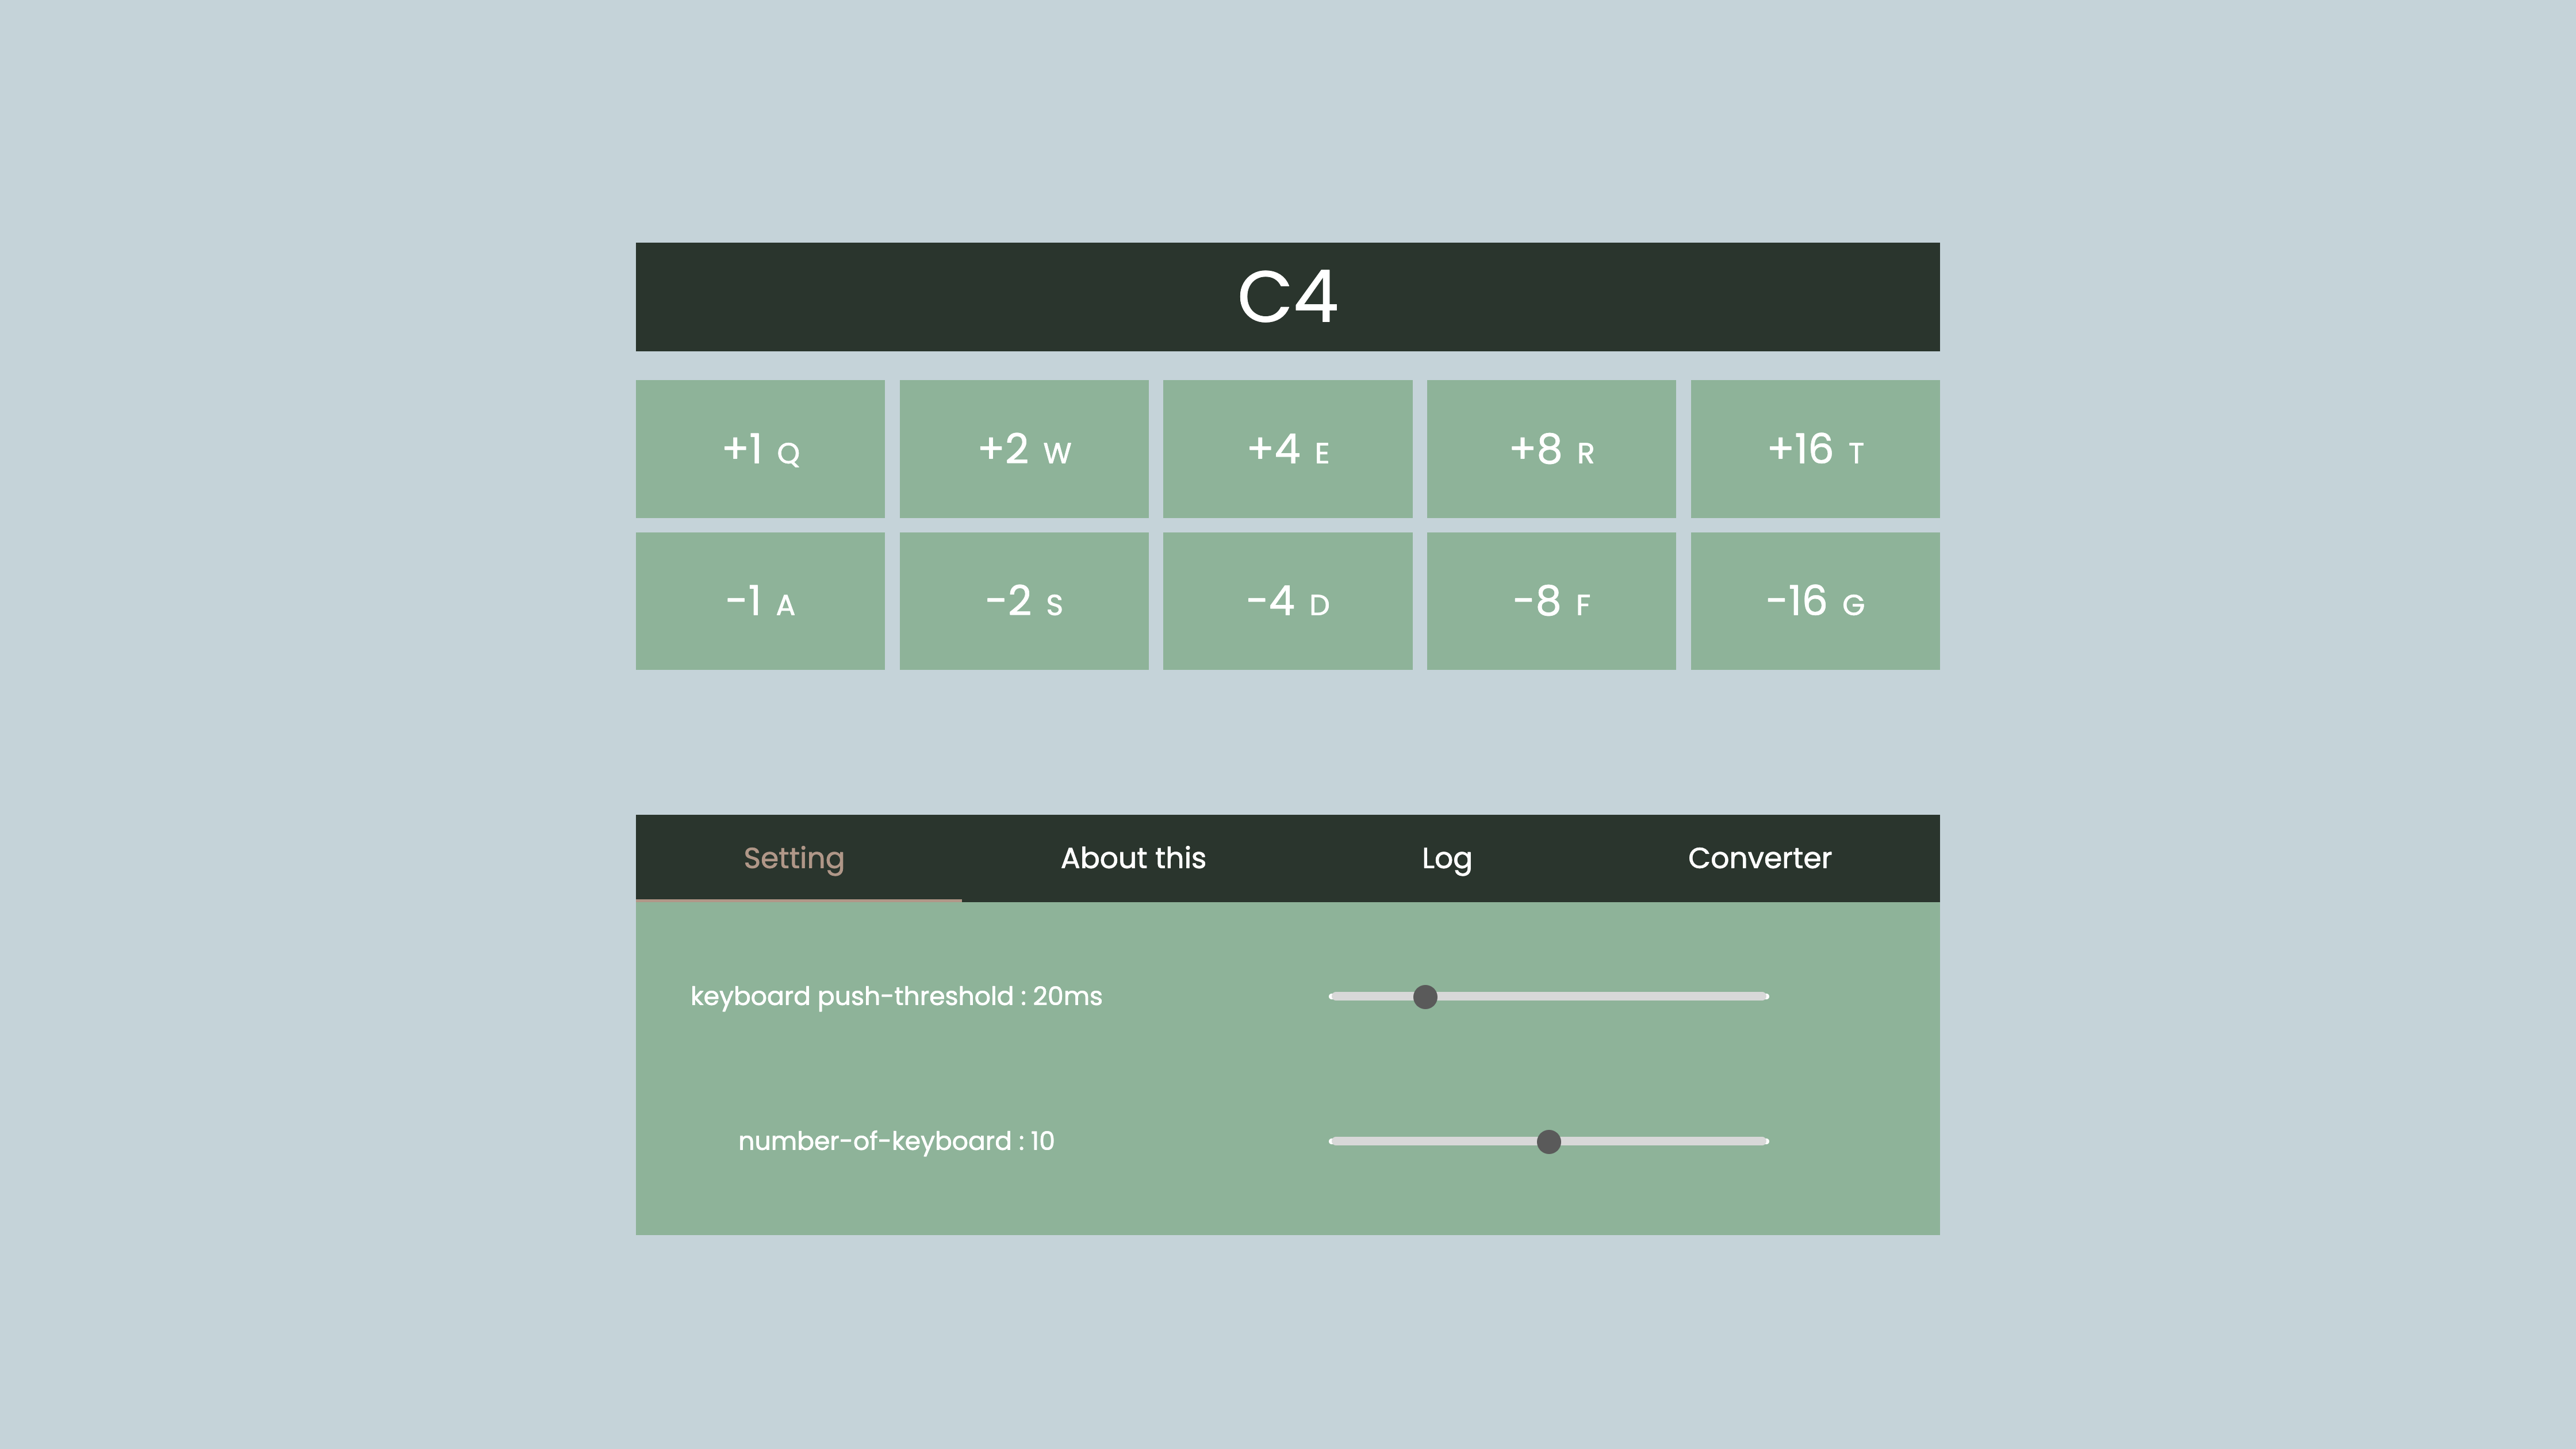 C4
+1 Q
+2 W
+4 E
+8 R
+16 T
-1 A
-2 S
-4 D
-8 F
-16 G
Setting
About this
Log
Converter
keyboard push-threshold : 20ms
number-of-keyboard : 10